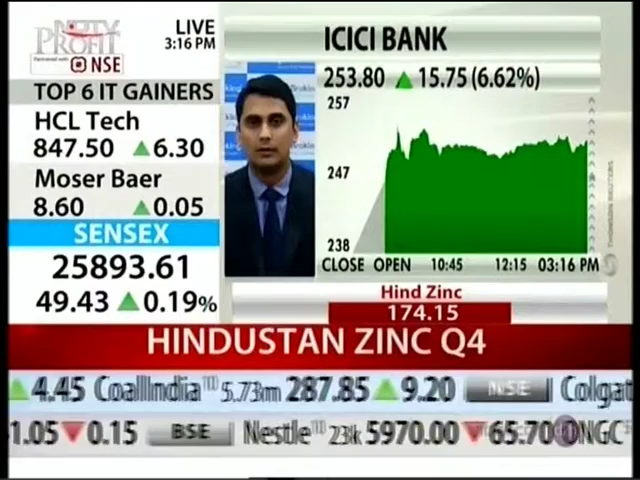 NDTV
PROFIT
Partnered with NSE
LIVE
3:16 PM
TOP 6 IT GAINERS
HCL Tech
847.50 ▲6.30
Moser Baer
8.60 ▲0.05
SENSEX
25893.61
49.43 ▲0.19%
ICICI BANK
253.80 ▲ 15.75 (6.62%)
257
247
238
CLOSE OPEN 10:45 12:15 03:16 PM
THOMSON REUTERS
Hind Zinc
174.15
HINDUSTAN ZINC Q4
▲4.45 CoalIndia 5.73mn 287.85 ▲9.20 NSE Colgat
1.05 ▼0.15 BSE Nestle 23k 5970.00 ▼65.70 ONGC